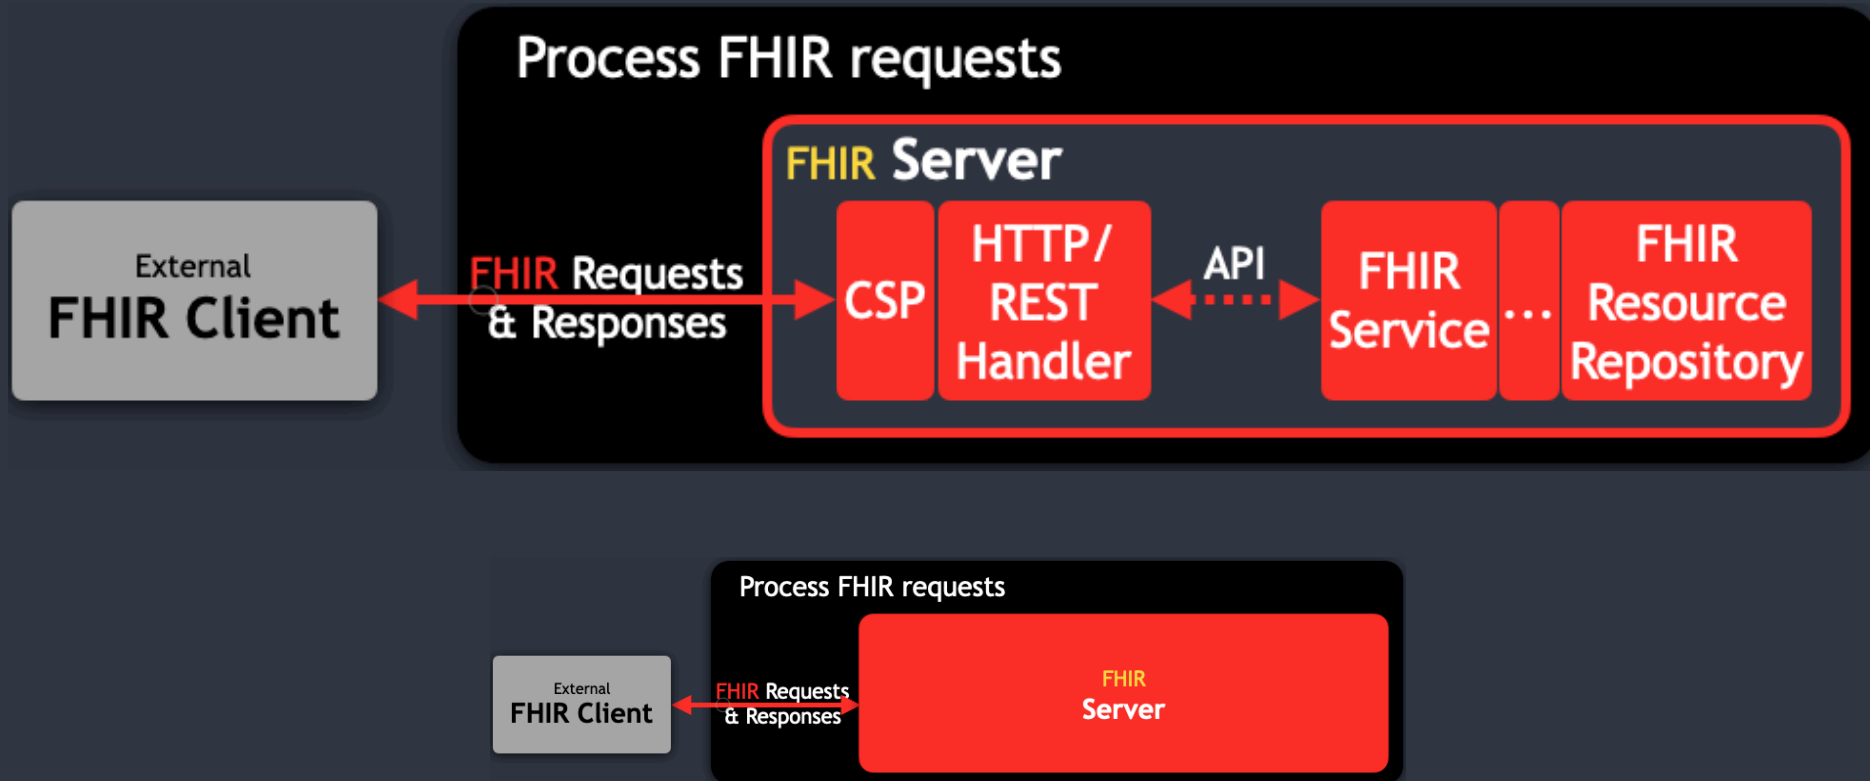 Process FHIR requests
FHIR Server
External
FHIR Client
FHIR Requests
& Responses
CSP
HTTP/
REST
Handler
API
FHIR
Service
...
FHIR
Resource
Repository
Process FHIR requests
External
FHIR Client
FHIR Requests
& Responses
FHIR
Server